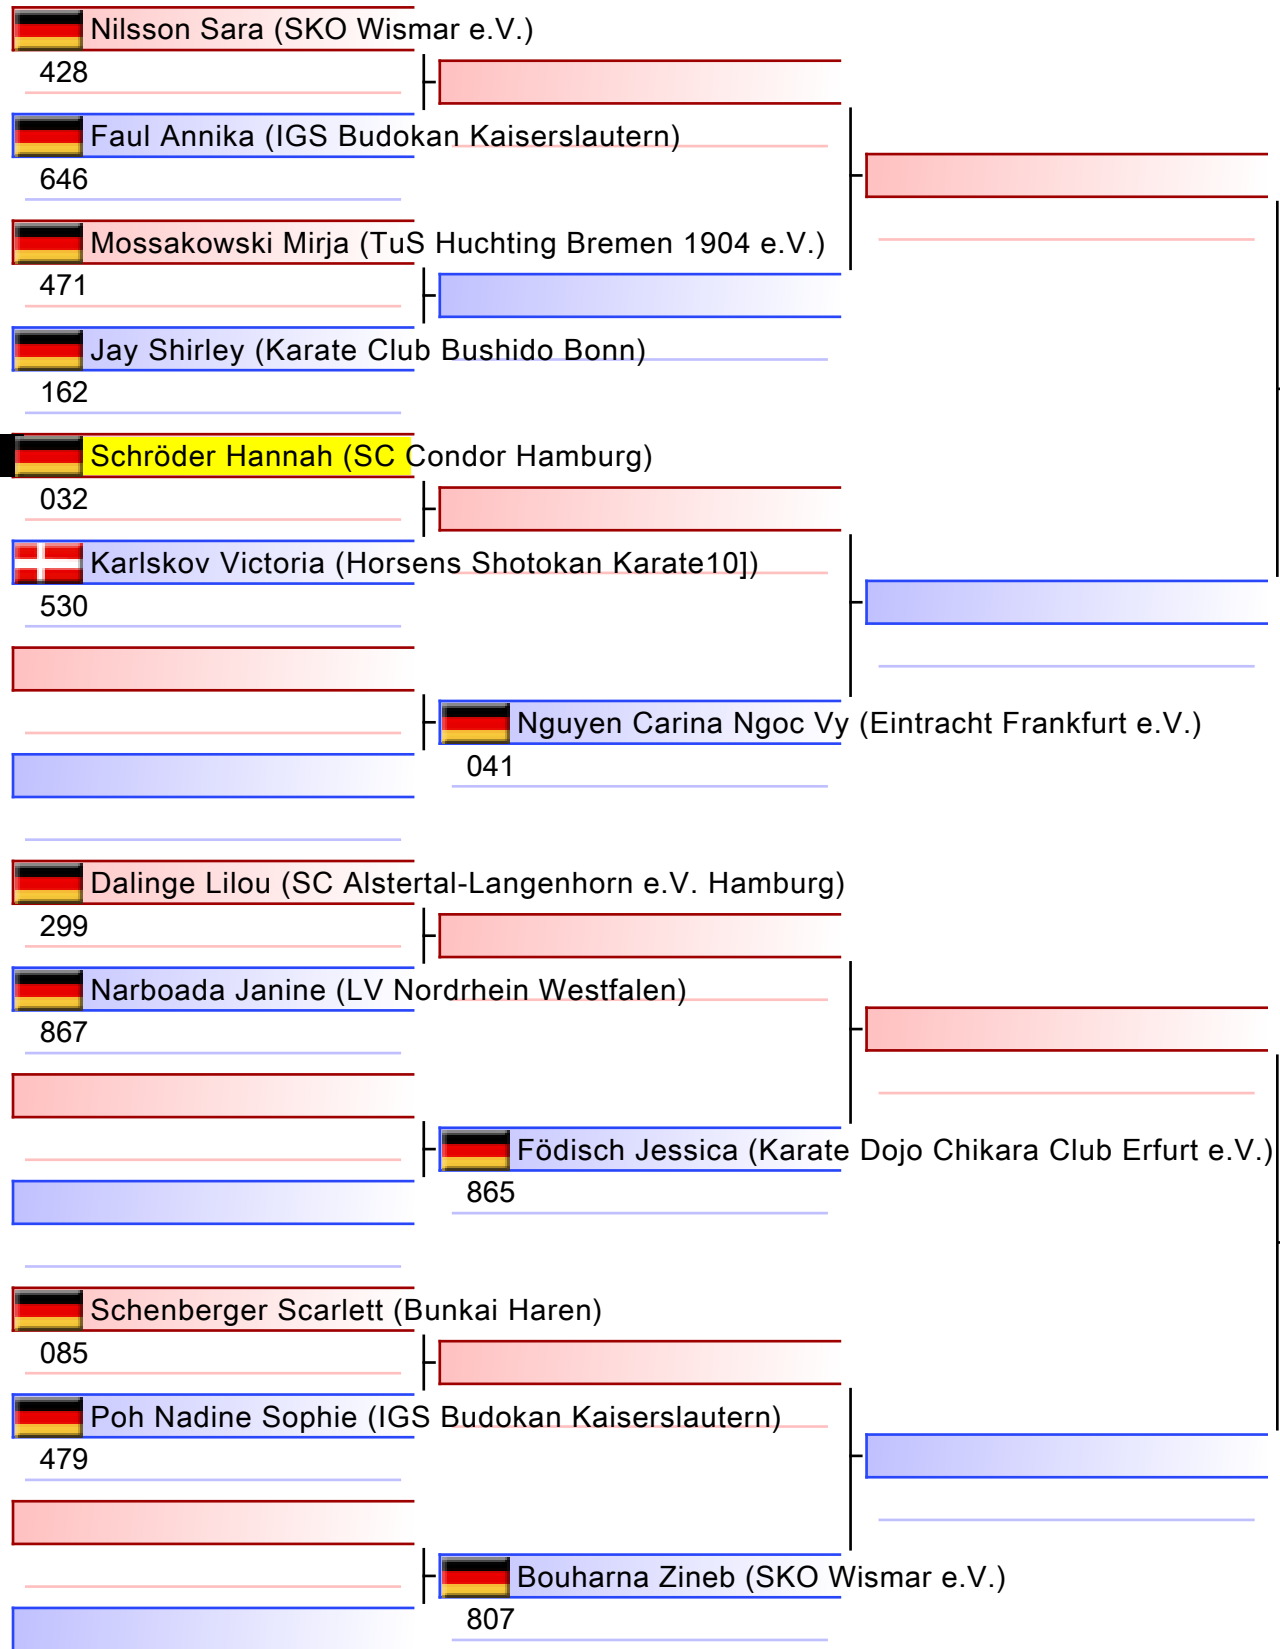 Nilsson Sara (SKO Wismar e.V.)
428
Faul Annika (IGS Budokan Kaiserslautern)
646
Mossakowski Mirja (TuS Huchting Bremen 1904 e.V.)
471
Jay Shirley (Karate Club Bushido Bonn)
162
Schröder Hannah (SC Condor Hamburg)
032
Karlskov Victoria (Horsens Shotokan Karate10])
530
Nguyen Carina Ngoc Vy (Eintracht Frankfurt e.V.)
041
Dalinge Lilou (SC Alstertal-Langenhorn e.V. Hamburg)
299
Narboada Janine (LV Nordrhein Westfalen)
867
Födisch Jessica (Karate Dojo Chikara Club Erfurt e.V.)
865
Schenberger Scarlett (Bunkai Haren)
085
Poh Nadine Sophie (IGS Budokan Kaiserslautern)
479
Bouharna Zineb (SKO Wismar e.V.)
807